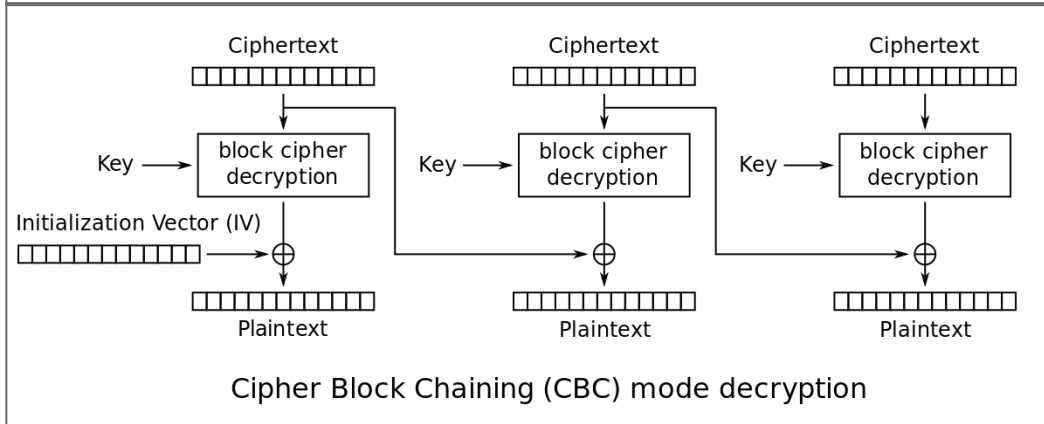 Ciphertext Ciphertext Ciphertext
Key block cipher decryption Key block cipher decryption Key block cipher decryption
Initialization Vector (IV)
Plaintext Plaintext Plaintext
Cipher Block Chaining (CBC) mode decryption